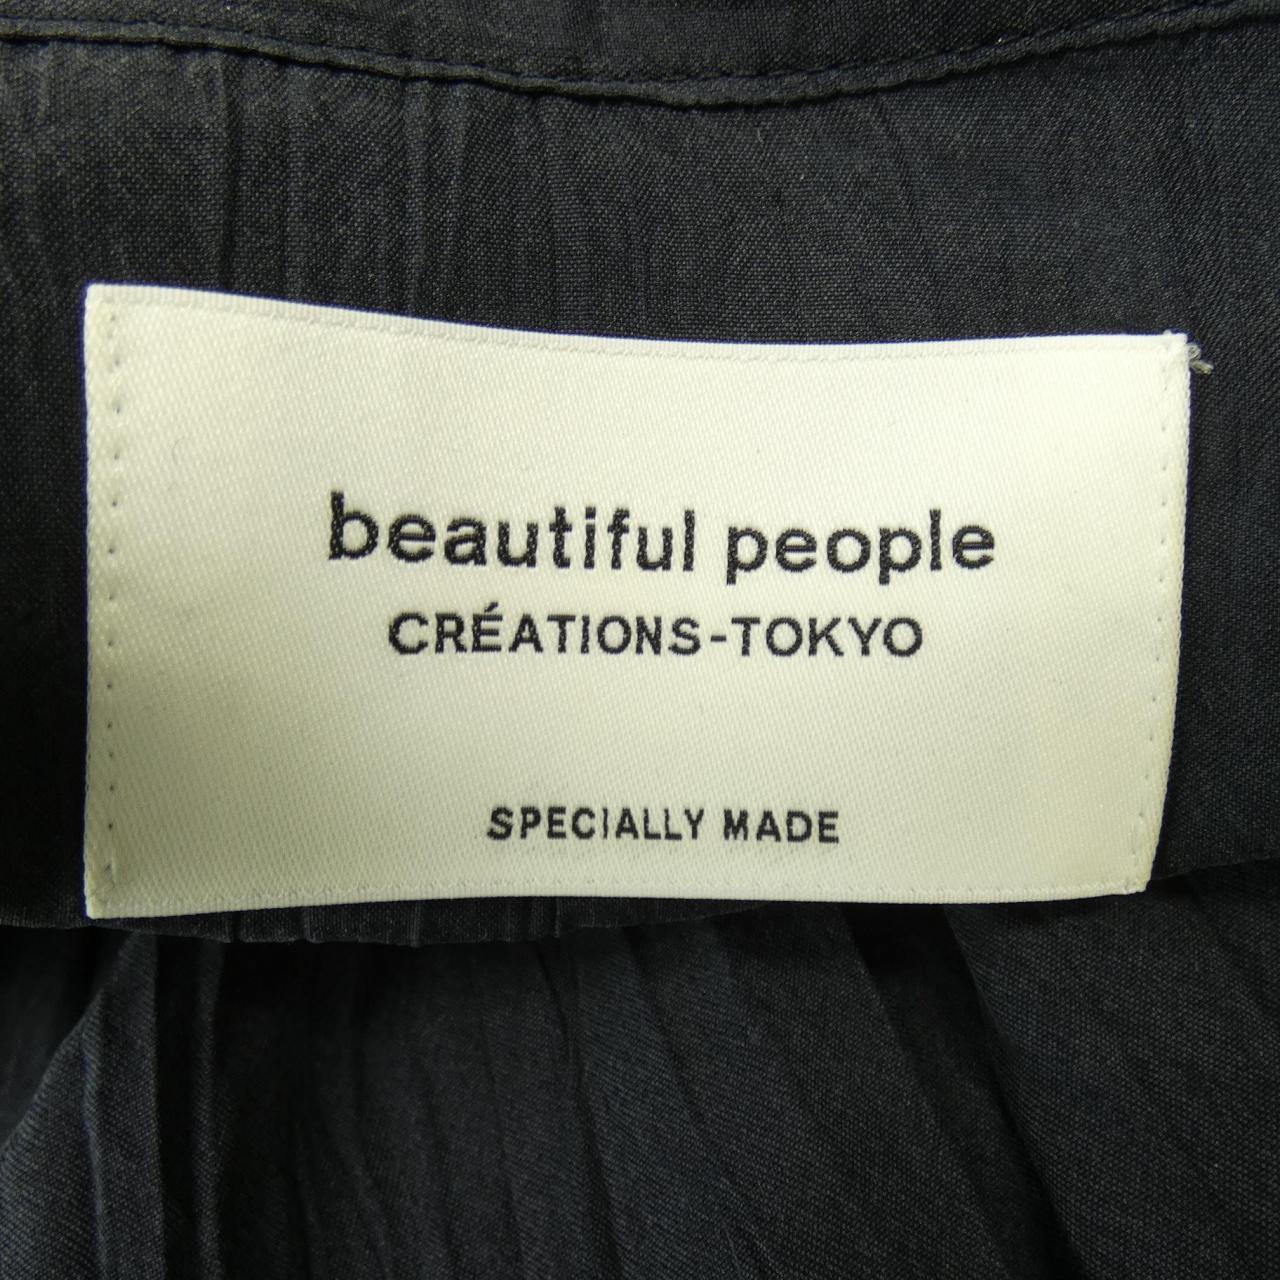 beautiful people
CRÉATIONS-TOKYO
SPECIALLY MADE